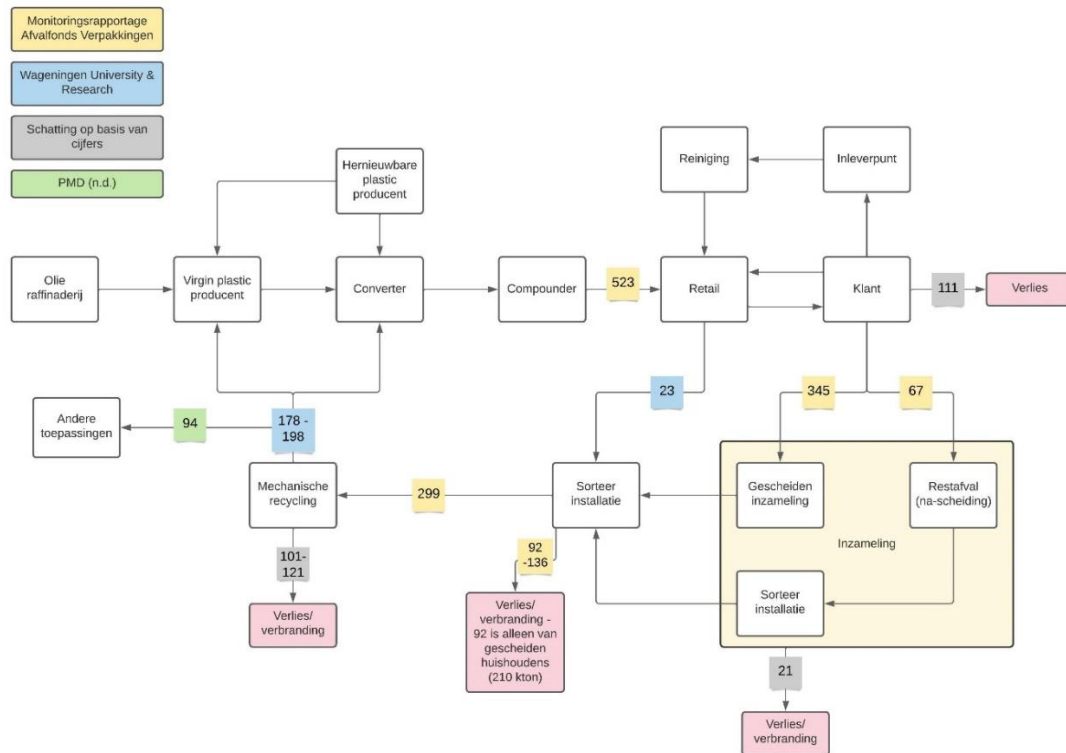 Monitoringsrapportage
Afvalfonds Verpakkingen
Wageningen University &
Research
Schatting op basis van
cijfers
PMD (n.d.)
Hernieuwbare
plastic
producent
Reiniging
Inleverpunt
Olie
raffinaderij
Virgin plastic
producent
Converter
Compounder
523
Retail
Klant
111
Verlies
23
345
67
Andere
toepassingen
94
178 -
198
Mechanische
recycling
299
Sorteer
installatie
Gescheiden
inzameling
Restafval
(na-scheiding)
Inzameling
101-
121
92
-136
Verlies/
verbranding
Verlies/
verbranding -
92 is alleen van
gescheiden
huishoudens
(210 kton)
Sorteer
installatie
21
Verlies/
verbranding